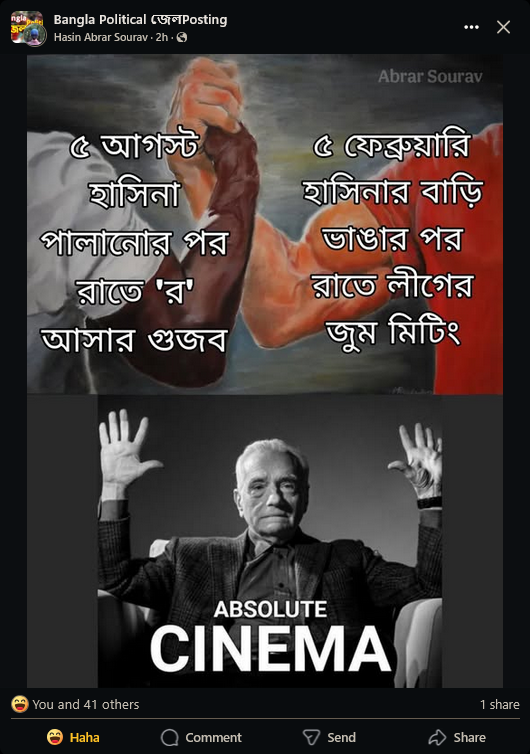 Bangla Political জেলPosting
Hasin Abrar Sourav · 2h ·
Abrar Sourav
৫ আগস্ট
হাসিনা
পালানোর পর
রাতে 'র'
আসার গুজব
৫ ফেব্রুয়ারি
হাসিনার বাড়ি
ভাঙার পর
রাতে লীগের
জুম মিটিং
ABSOLUTE
CINEMA
You and 41 others
1 share
Haha
Comment
Send
Share